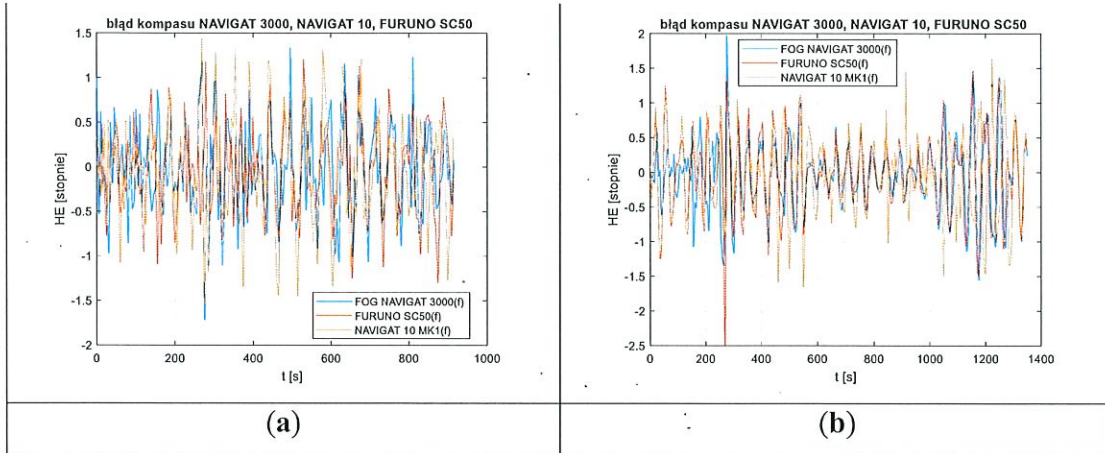 błąd kompasu NAVIGAT 3000, NAVIGAT 10, FURUNO SC50
1.5
1
0.5
0
-0.5
-1
-1.5
-2
HE [stopnie]
FOG NAVIGAT 3000(f)
FURUNO SC50(f)
NAVIGAT 10 MK1(f)
0
200
400
600
800
1000
t [s]
(a)
błąd kompasu NAVIGAT 3000, NAVIGAT 10, FURUNO SC50
2
1.5
1
0.5
0
-0.5
-1
-1.5
-2
-2.5
HE [stopnie]
FOG NAVIGAT 3000(f)
FURUNO SC50(f)
NAVIGAT 10 MK1(f)
0
200
400
600
800
1000
1200
1400
t [s]
(b)